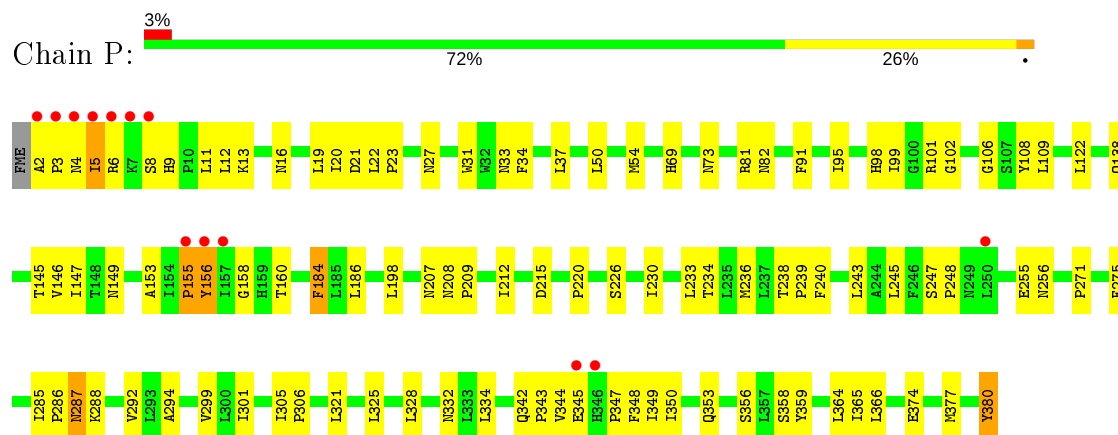 3%
Chain P:
72% 26% •
FME A2 P3 N4 I5 R6 K7 S8 H9 P10 L11 L12 K13 N16 L19 I20 D21 L22 P23 N27 W31 W32 N33 F34 L37 L50 M54 H69 N73 R81 N82 F91 I95 H98 I99 G100 R101 G102 G106 S107 Y108 L109 L122 Q138
T145 V146 I147 T148 N149 A153 I154 P155 Y156 I157 G158 H159 T160 F184 L185 L186 L198 N207 N208 P209 I212 D215 P220 S226 I230 L233 T234 L235 M236 L237 T238 P239 F240 L243 A244 L245 F246 S247 P248 N249 L250 E255 N256 P271
I285 P286 N287 K288 V292 L293 A294 V299 L300 I301 I305 P306 L321 L325 L328 N332 L333 L334 Q342 P343 V344 E345 H346 P347 F348 I349 I350 Q353 S356 L357 S358 Y359 L364 I365 L366 E374 M377 Y380